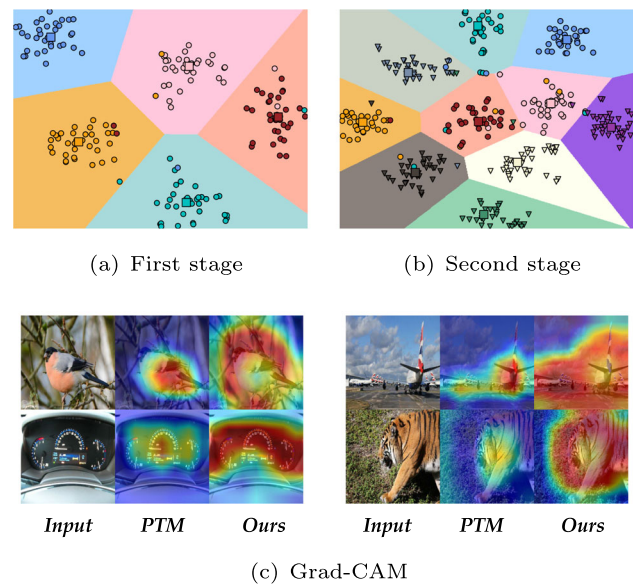 (a) First stage
(b) Second stage
Input PTM Ours
Input PTM Ours
(c) Grad-CAM